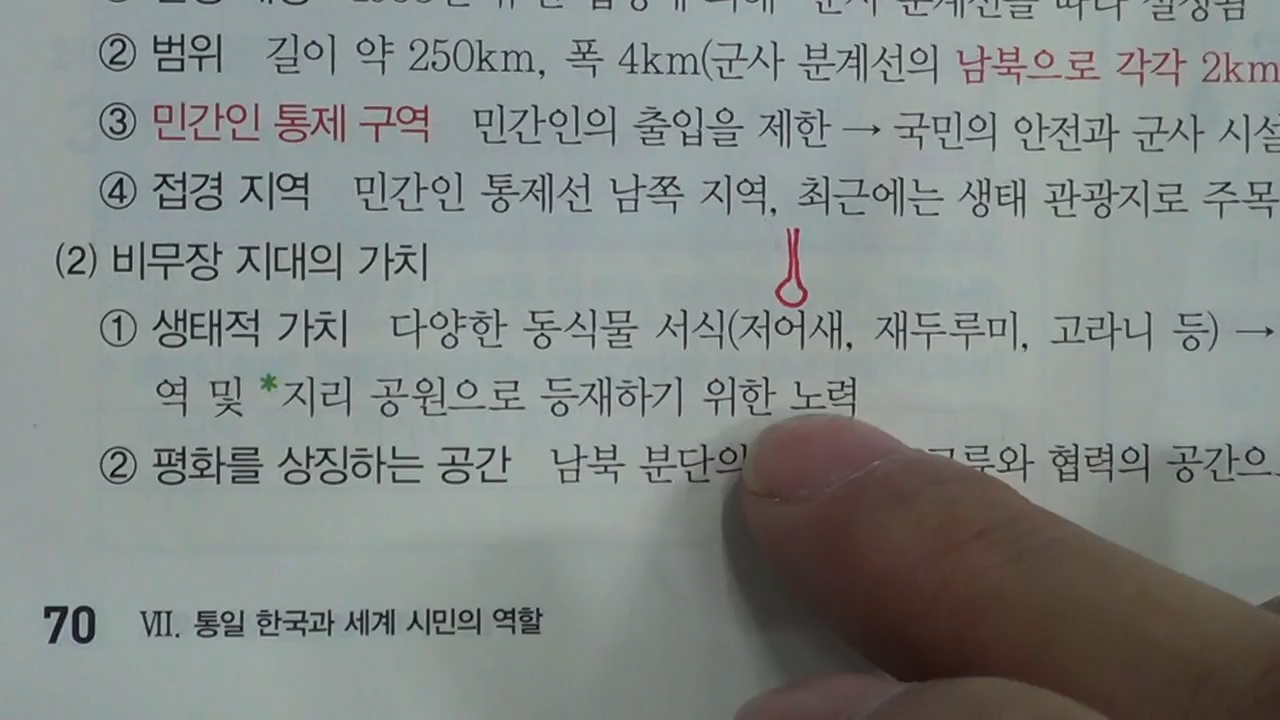 ② 범위 길이 약 250km, 폭 4km(군사 분계선의 남북으로 각각 2km
③ 민간인 통제 구역 민간인의 출입을 제한 → 국민의 안전과 군사 시설
④ 접경 지역 민간인 통제선 남쪽 지역, 최근에는 생태 관광지로 주목
(2) 비무장 지대의 가치
① 생태적 가치 다양한 동식물 서식(저어새, 재두루미, 고라니 등) →
역 및 *지리 공원으로 등재하기 위한 노력
② 평화를 상징하는 공간 남북 분단의 협력의 공간으
70 Ⅶ. 통일 한국과 세계 시민의 역할